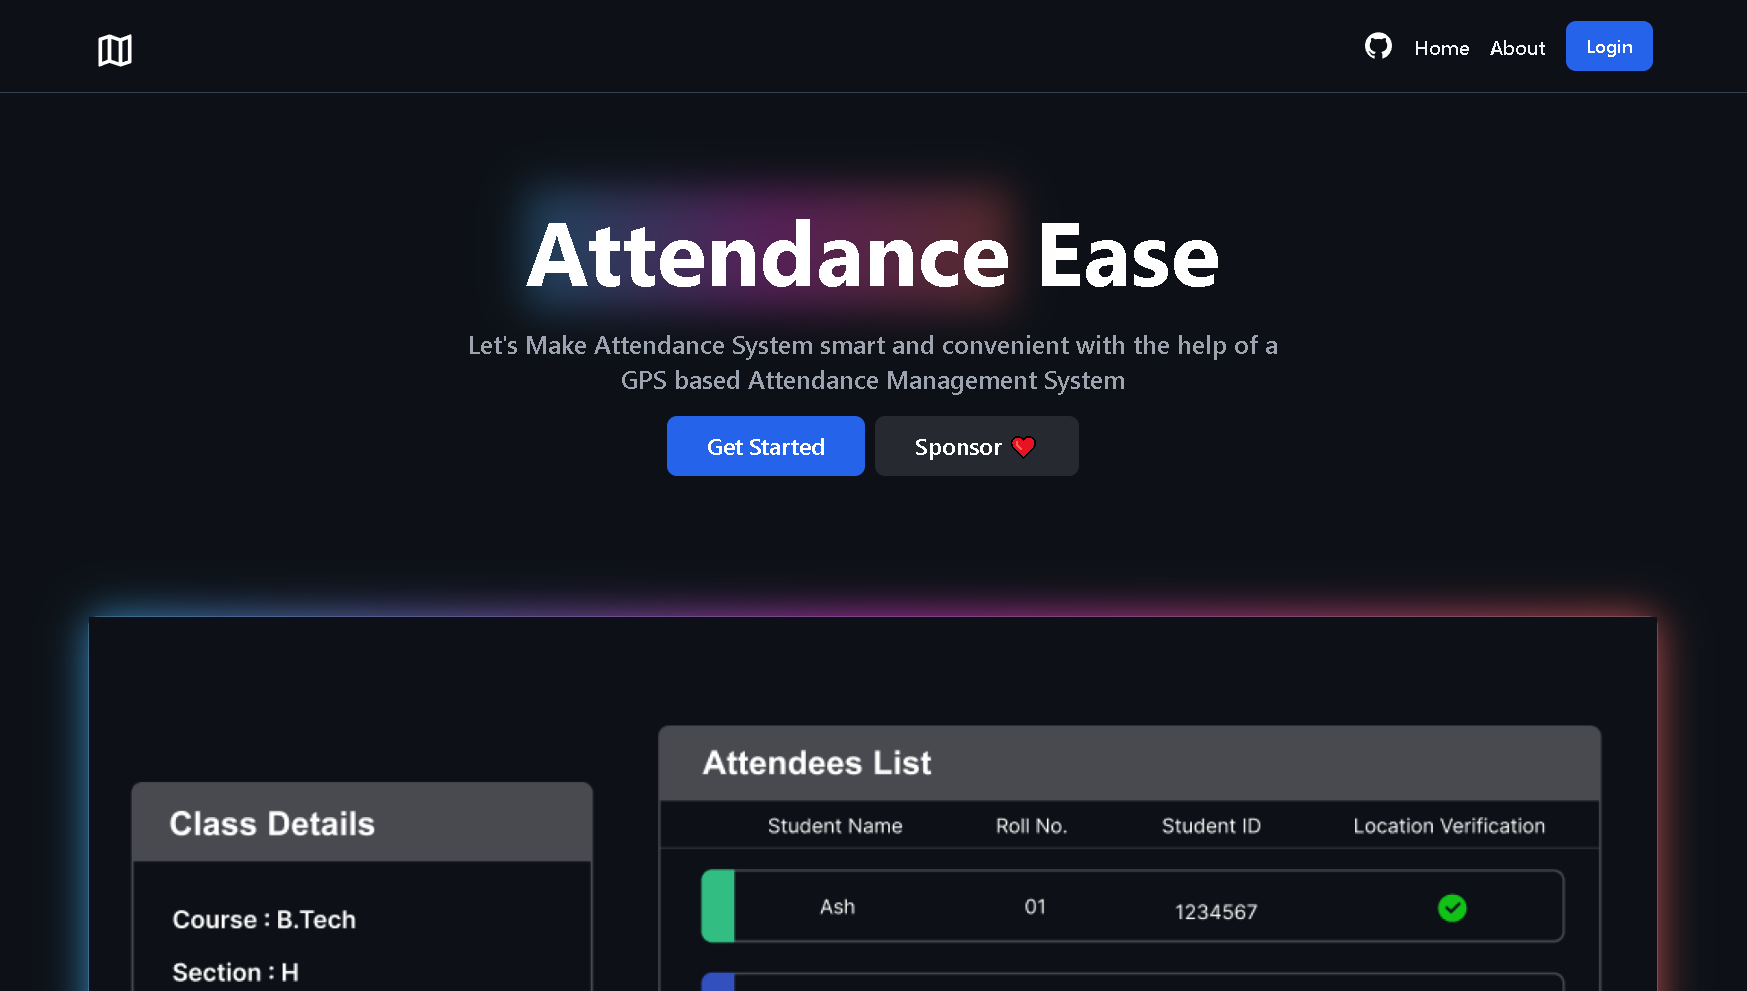 Home About Login
Attendance Ease
Let's Make Attendance System smart and convenient with the help of a
GPS based Attendance Management System
Get Started Sponsor
Class Details
Course : B.Tech
Section : H
Attendees List
Student Name Roll No. Student ID Location Verification
Ash 01 1234567